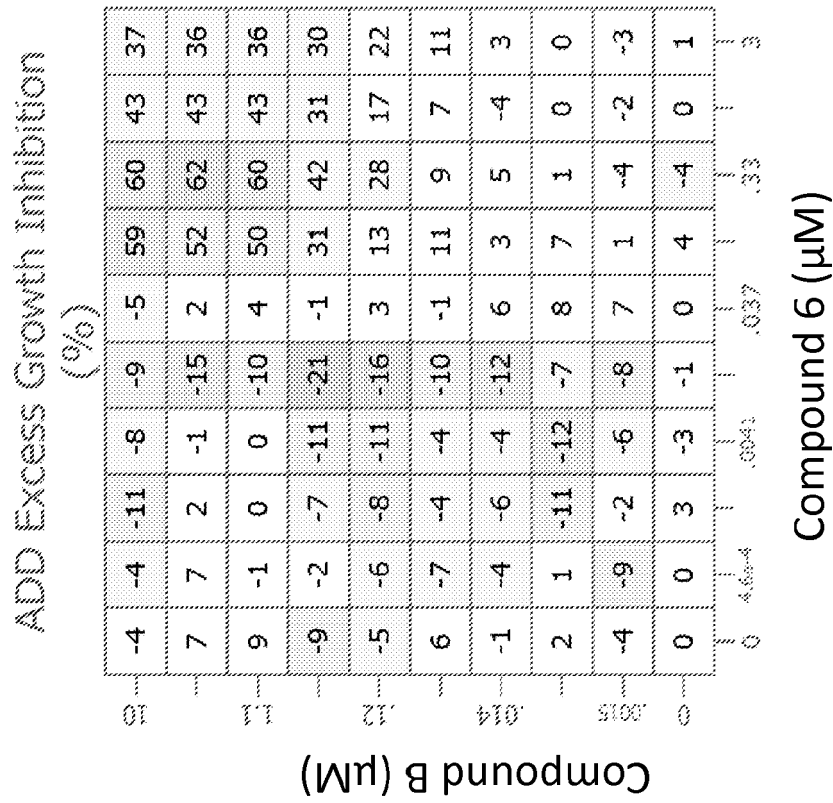 ADD Excess Growth Inhibition
(%)
10 -4 -4 -11 -8 -9 -5 59 60 43 37
7 7 2 -1 -15 2 52 62 43 36
1.1 9 -1 0 0 -10 4 50 60 43 36
-9 -2 -7 -11 -21 -1 31 42 31 30
.12 -5 -6 -8 -11 -16 3 13 28 17 22
6 -7 -4 -4 -10 -1 11 9 7 11
.014 -1 -4 -6 -4 -12 6 3 5 -4 3
2 1 -11 -12 -7 8 7 1 0 0
.0015 -4 -9 -2 -6 -8 7 1 -4 -2 -3
0 0 0 3 -3 -1 0 4 -4 0 1
0 4.6e-4 .0041 .037 .33 3
Compound B (µM)
Compound 6 (µM)